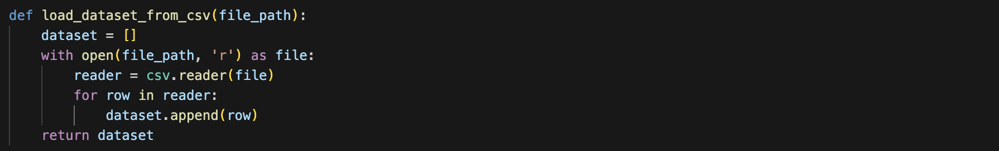 def load_dataset_from_csv(file_path):
    dataset = []
    with open(file_path, 'r') as file:
        reader = csv.reader(file)
        for row in reader:
            dataset.append(row)
    return dataset